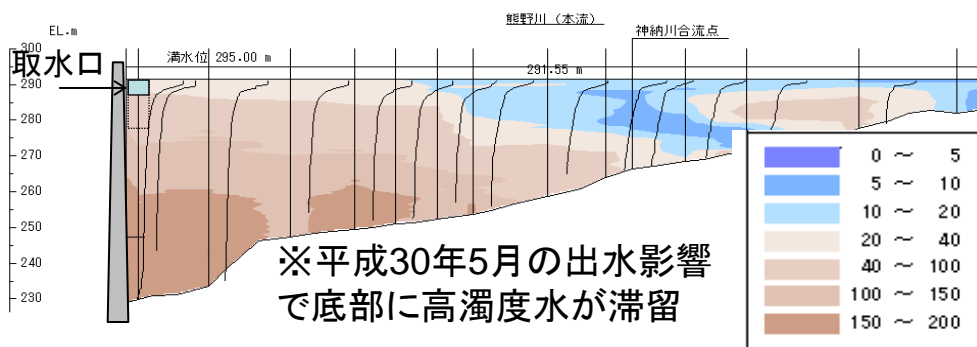 熊野川（本流）
EL.m
神納川合流点
300
満水位 295.00 m
取水口
291.55 m
290
280
270
260
250
240
230
※平成30年5月の出水影響
で底部に高濁度水が滞留
0 ～ 5
5 ～ 10
10 ～ 20
20 ～ 40
40 ～ 100
100 ～ 150
150 ～ 200